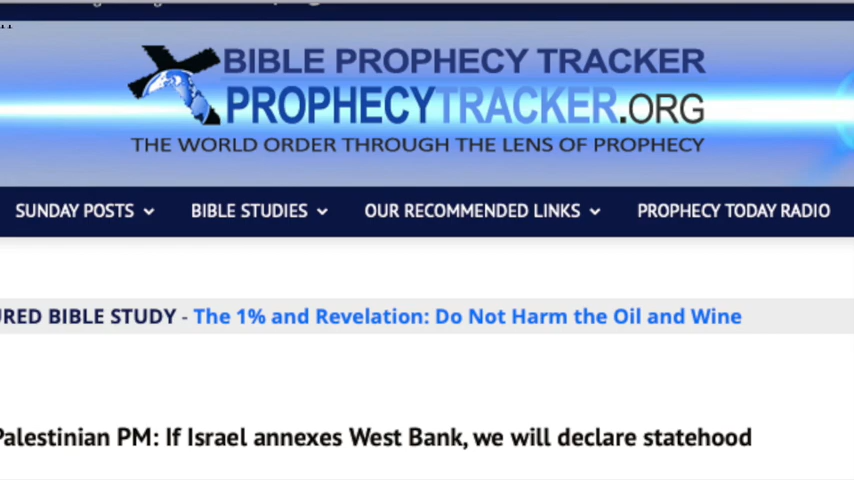 BIBLE PROPHECY TRACKER
PROPHECYTRACKER.ORG
THE WORLD ORDER THROUGH THE LENS OF PROPHECY
SUNDAY POSTS BIBLE STUDIES OUR RECOMMENDED LINKS PROPHECY TODAY RADIO
URED BIBLE STUDY - The 1% and Revelation: Do Not Harm the Oil and Wine
Palestinian PM: If Israel annexes West Bank, we will declare statehood